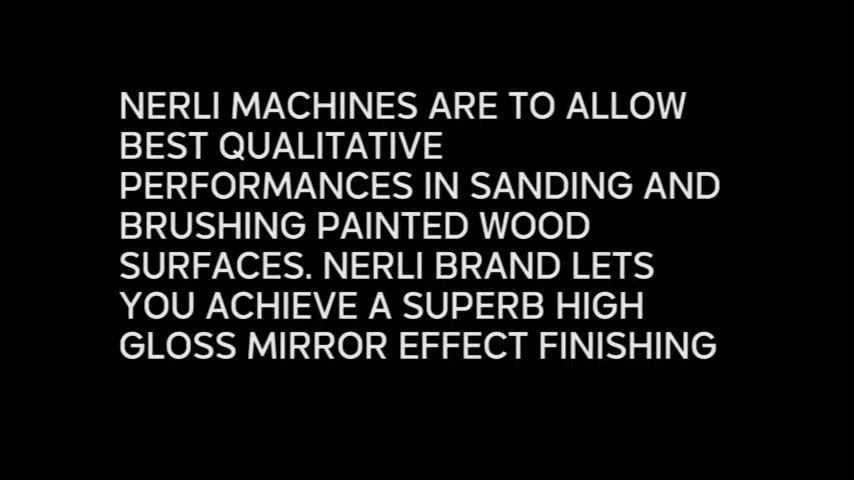 NERLI MACHINES ARE TO ALLOW
BEST QUALITATIVE
PERFORMANCES IN SANDING AND
BRUSHING PAINTED WOOD
SURFACES. NERLI BRAND LETS
YOU ACHIEVE A SUPERB HIGH
GLOSS MIRROR EFFECT FINISHING